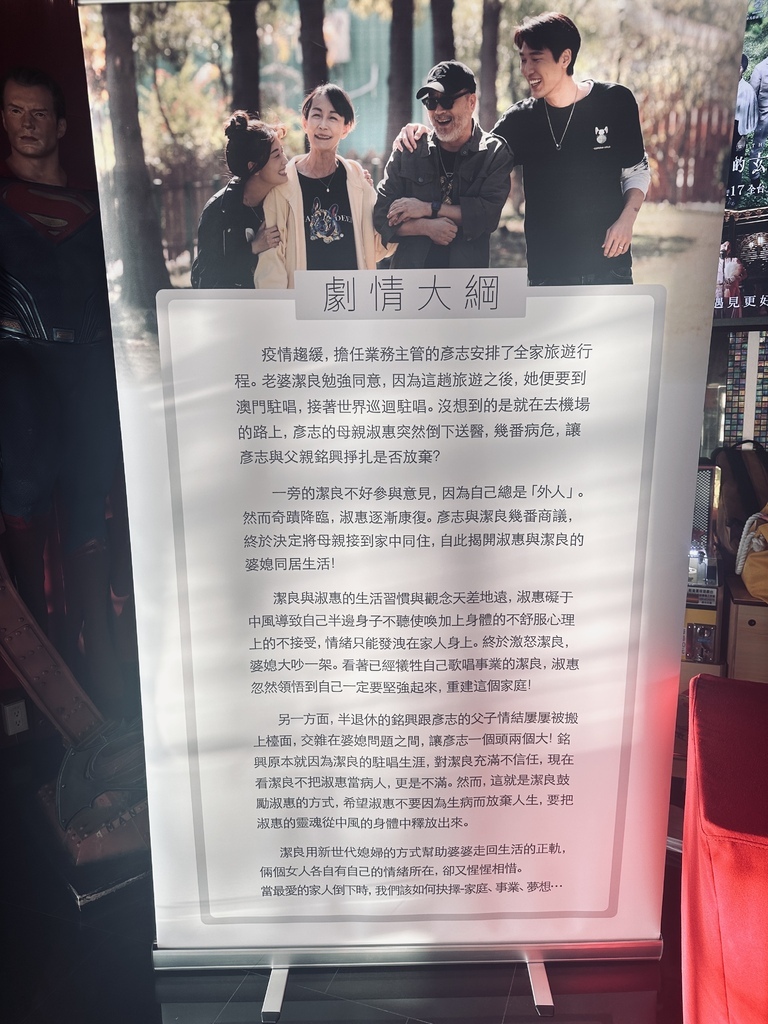 劇情大綱
疫情趨緩，擔任業務主管的彥志安排了全家旅遊行
程。老婆潔良勉強同意，因為這趟旅遊之後，她便要到
澳門駐唱，接著世界巡迴駐唱。沒想到的是就在去機場
的路上，彥志的母親淑惠突然倒下送醫，幾番病危，讓
彥志與父親銘興掙扎是否放棄？
一旁的潔良不好參與意見，因為自己總是「外人」。
然而奇蹟降臨，淑惠逐漸康復。彥志與潔良幾番商議，
終於決定將母親接到家中同住，自此揭開淑惠與潔良的
婆媳同居生活！
潔良與淑惠的生活習慣與觀念天差地遠，淑惠礙于
中風導致自己半邊身子不聽使喚加上身體的不舒服心理
上的不接受，情緒只能發洩在家人身上。終於激怒潔良，
婆媳大吵一架。看著已經犧牲自己歌唱事業的潔良，淑惠
忽然領悟到自己一定要堅強起來，重建這個家庭！
另一方面，半退休的銘興跟彥志的父子情結屢屢被搬
上檯面，交雜在婆媳問題之間，讓彥志一個頭兩個大！銘
興原本就因為潔良的駐唱生涯，對潔良充滿不信任，現在
看潔良不把淑惠當病人，更是不滿。然而，這就是潔良鼓
勵淑惠的方式，希望淑惠不要因為生病而放棄人生，要把
淑惠的靈魂從中風的身體中釋放出來。
潔良用新世代媳婦的方式幫助婆婆走回生活的正軌，
倆個女人各自有自己的情緒所在，卻又惺惺相惜。
當最愛的家人倒下時，我們該如何抉擇-家庭、事業、夢想…
的玄
17全台
遇見更好